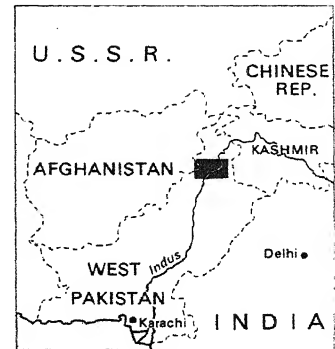 U.S.S.R.
CHINESE
REP.
KASHMIR
AFGHANISTAN
Delhi
WEST
Indus
PAKISTAN
Karachi
INDIA